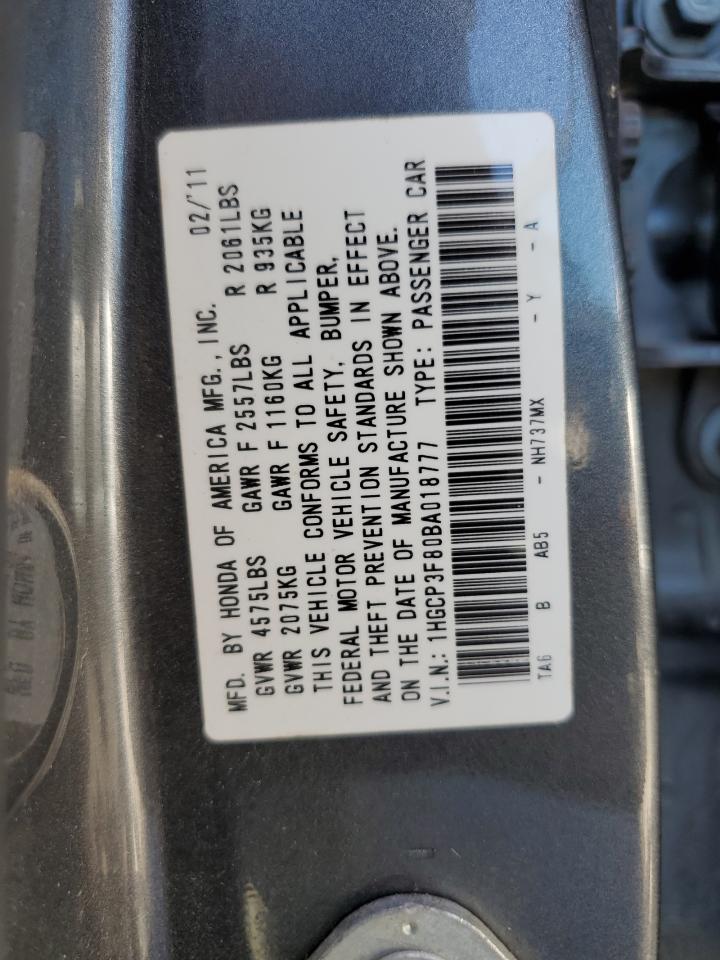 MFD. BY HONDA OF AMERICA MFG., INC. 02/'11
GVWR 4575LBS GAWR F 2557LBS R 2061LBS
GVWR 2075KG GAWR F 1160KG R 935KG
THIS VEHICLE CONFORMS TO ALL APPLICABLE
FEDERAL MOTOR VEHICLE SAFETY, BUMPER,
AND THEFT PREVENTION STANDARDS IN EFFECT
ON THE DATE OF MANUFACTURE SHOWN ABOVE.
V.I.N.: 1HGCP3F80BA018777 TYPE: PASSENGER CAR
TA6 B AB5 - NH737MX - Y - A